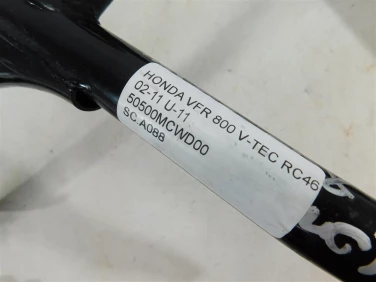 HONDA VFR 800 V-TEC RC46
02-11 U-11
50500MCWD00
SC.A088